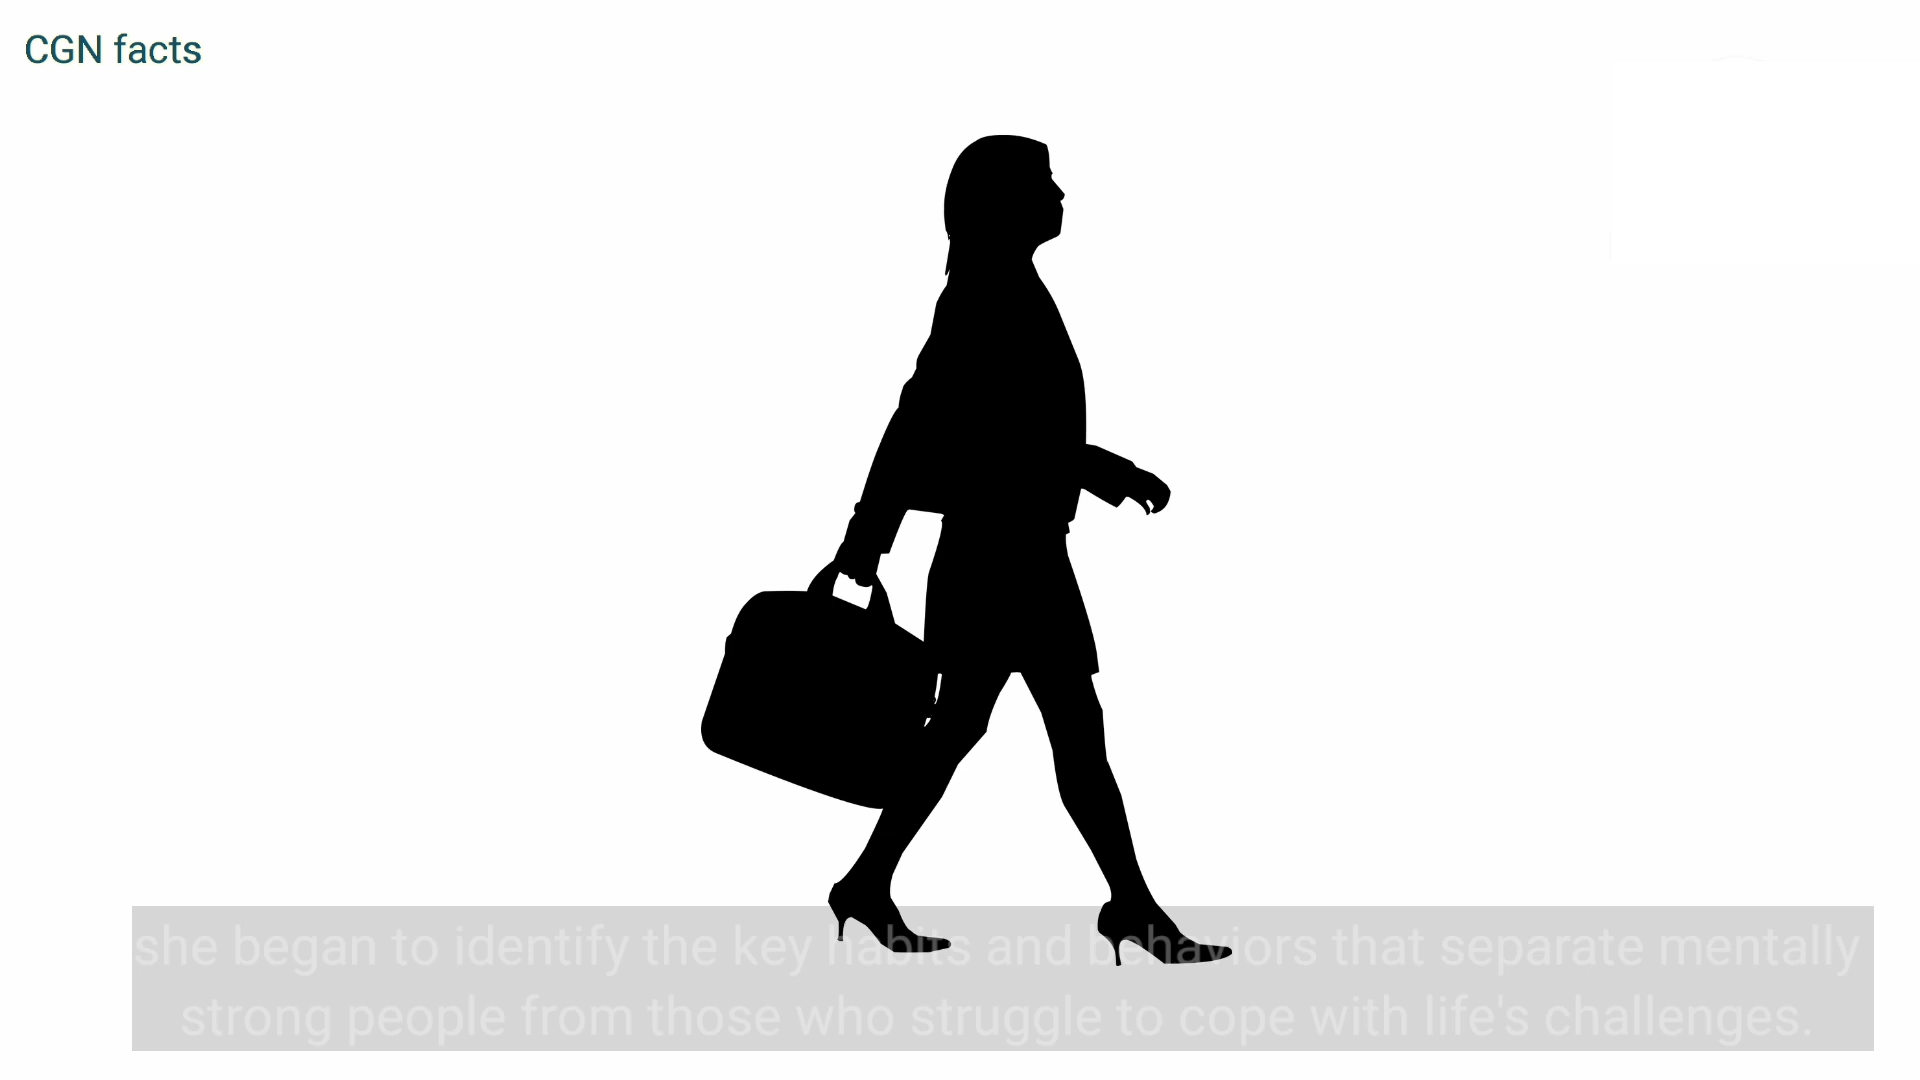 CGN facts
she began to identify the key habits and behaviors that separate mentally
strong people from those who struggle to cope with life's challenges.